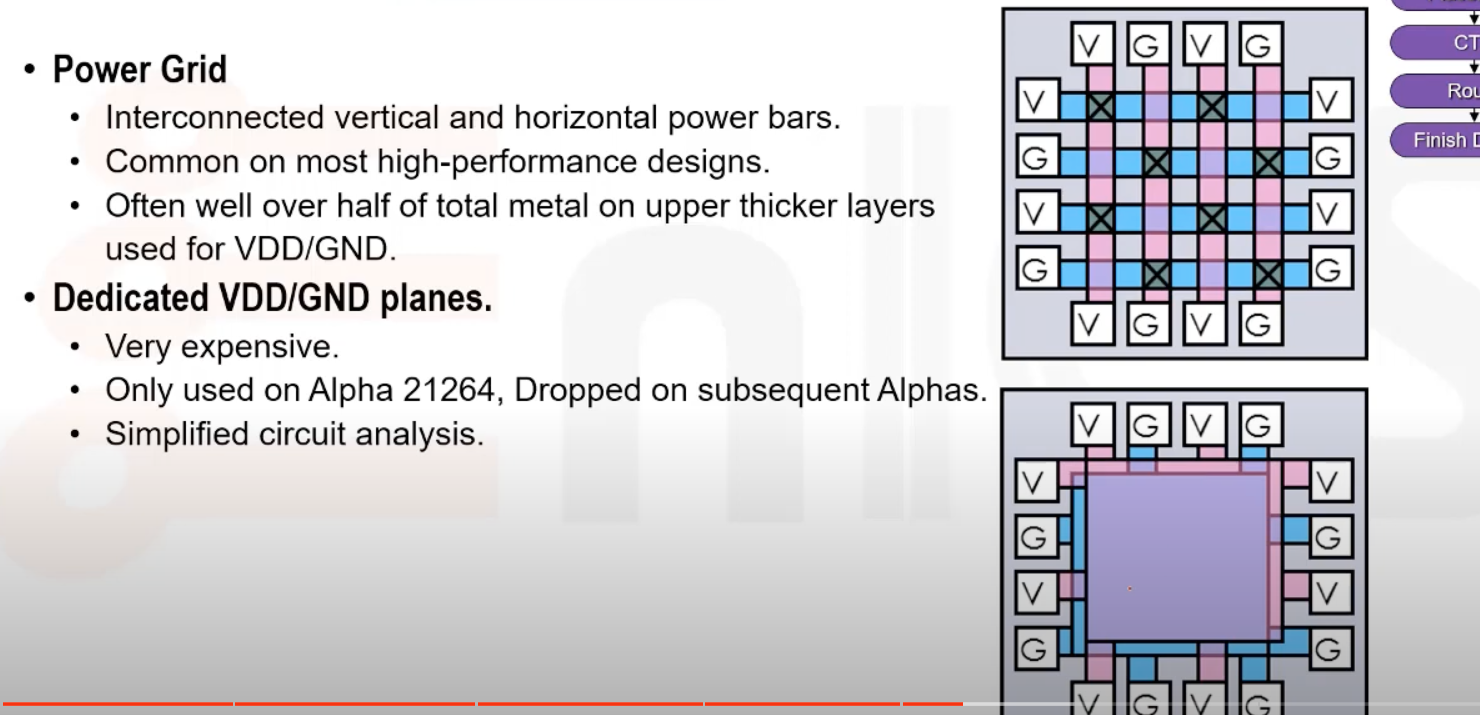 Power Grid
Interconnected vertical and horizontal power bars.
Common on most high-performance designs.
Often well over half of total metal on upper thicker layers
used for VDD/GND.
Dedicated VDD/GND planes.
Very expensive.
Only used on Alpha 21264, Dropped on subsequent Alphas.
Simplified circuit analysis.
V G V G
V V
G G
V V
G G
V G V G
V G V G
V V
G G
V V
G G
V G V G
CT
Rou
Finish D